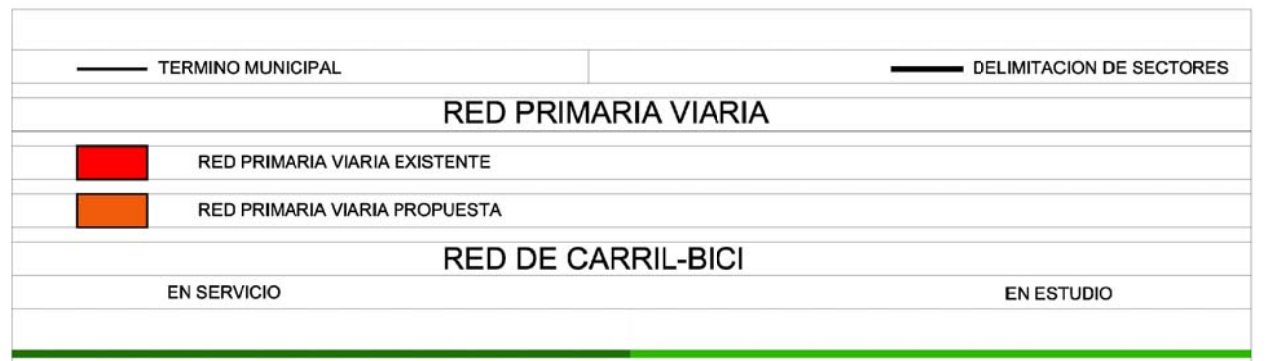 TERMINO MUNICIPAL
DELIMITACION DE SECTORES
RED PRIMARIA VIARIA
RED PRIMARIA VIARIA EXISTENTE
RED PRIMARIA VIARIA PROPUESTA
RED DE CARRIL-BICI
EN SERVICIO
EN ESTUDIO